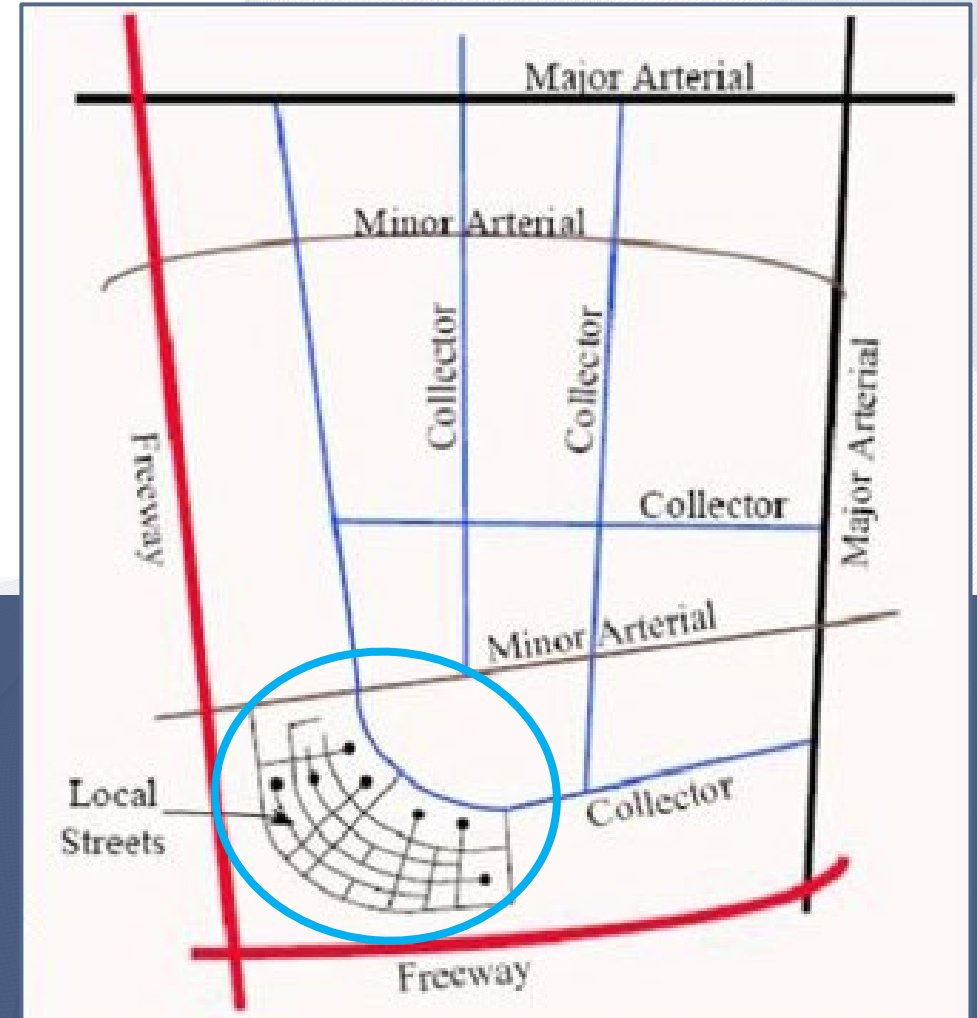 Major Arterial
Minor Arterial
Collector
Collector
Major Arterial
Freeway
Collector
Minor Arterial
Local
Streets
Collector
Freeway